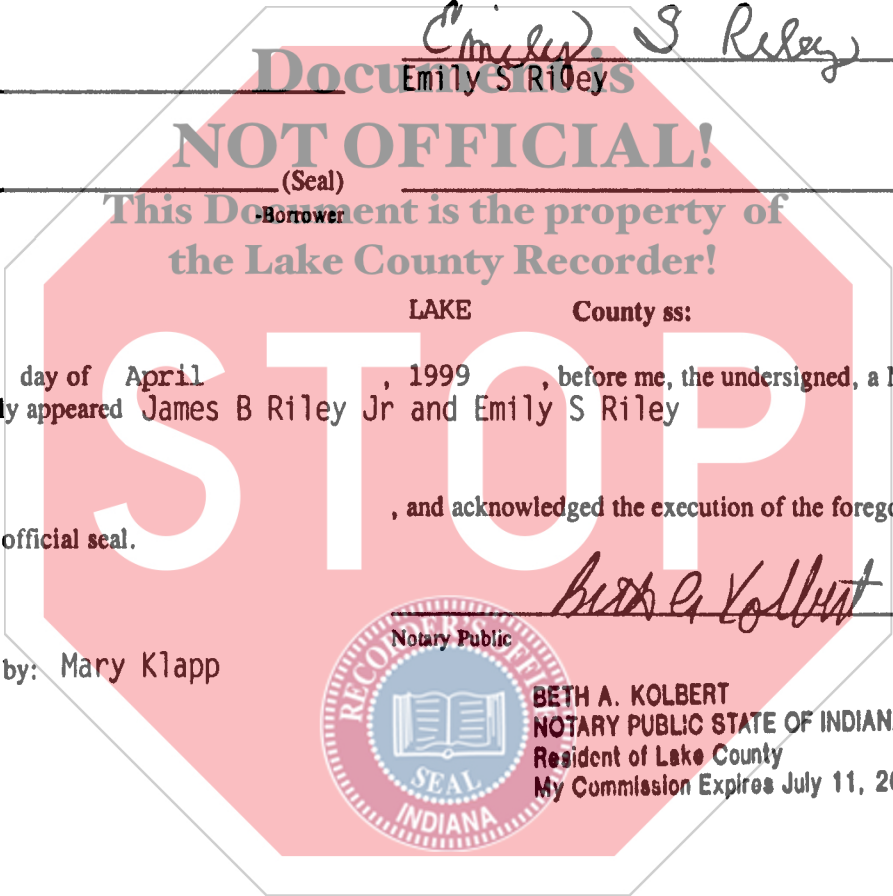 Emily S Riley
Document is
Emily S Riley
NOT OFFICIAL!
(Seal)
This Document is the property of
-Borrower
the Lake County Recorder!
LAKE County ss:
day of April , 1999 , before me, the undersigned, a
ly appeared James B Riley Jr and Emily S Riley
STOP
, and acknowledged the execution of the forego
official seal.
Beth A Kolbert
Notary Public
by: Mary Klapp
RECORDER'S OFFICE
BETH A. KOLBERT
NOTARY PUBLIC STATE OF INDIAN
Resident of Lake County
My Commission Expires July 11, 20
SEAL
INDIANA